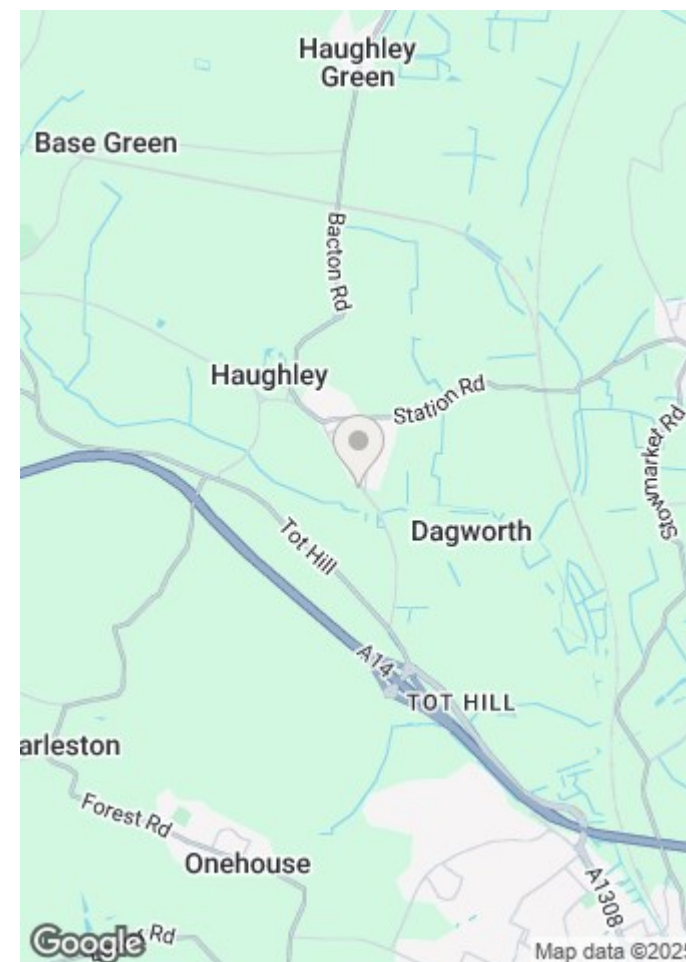 Haughley
Green
Base Green
Bacton Rd
Haughley
Station Rd
Stowmarket Rd
Dagworth
Tot Hill
A14
TOT HILL
arleston
Forest Rd
Onehouse
A1308
Rd
Google
Map data ©2025